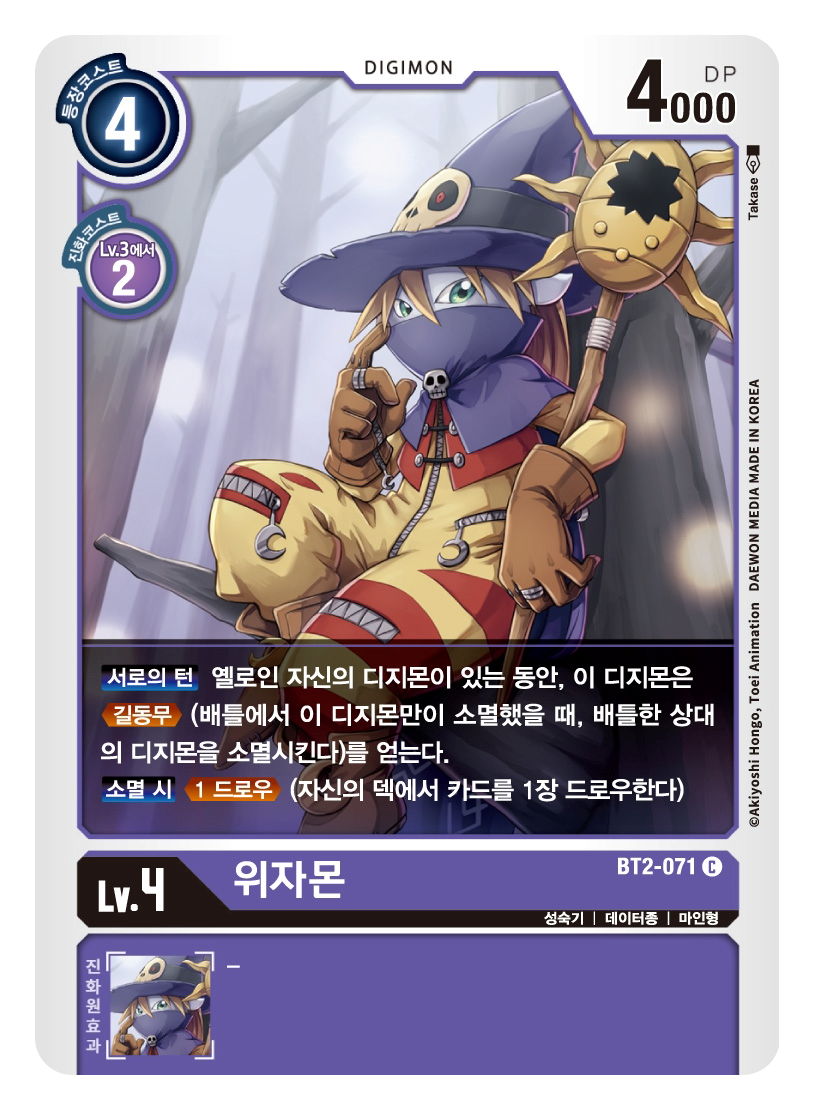 DIGIMON
등장코스트
4
DP
4000
진화코스트
Lv.3에서
2
Takase
©Akiyoshi Hongo, Toei Animation DAEWON MEDIA MADE IN KOREA
서로의 턴 옐로인 자신의 디지몬이 있는 동안, 이 디지몬은
길동무 (배틀에서 이 디지몬만이 소멸했을 때, 배틀한 상대
의 디지몬을 소멸시킨다)를 얻는다.
소멸 시 1 드로우 (자신의 덱에서 카드를 1장 드로우한다)
Lv.4
위자몬
BT2-071 C
성숙기 | 데이터종 | 마인형
진화원효과
–